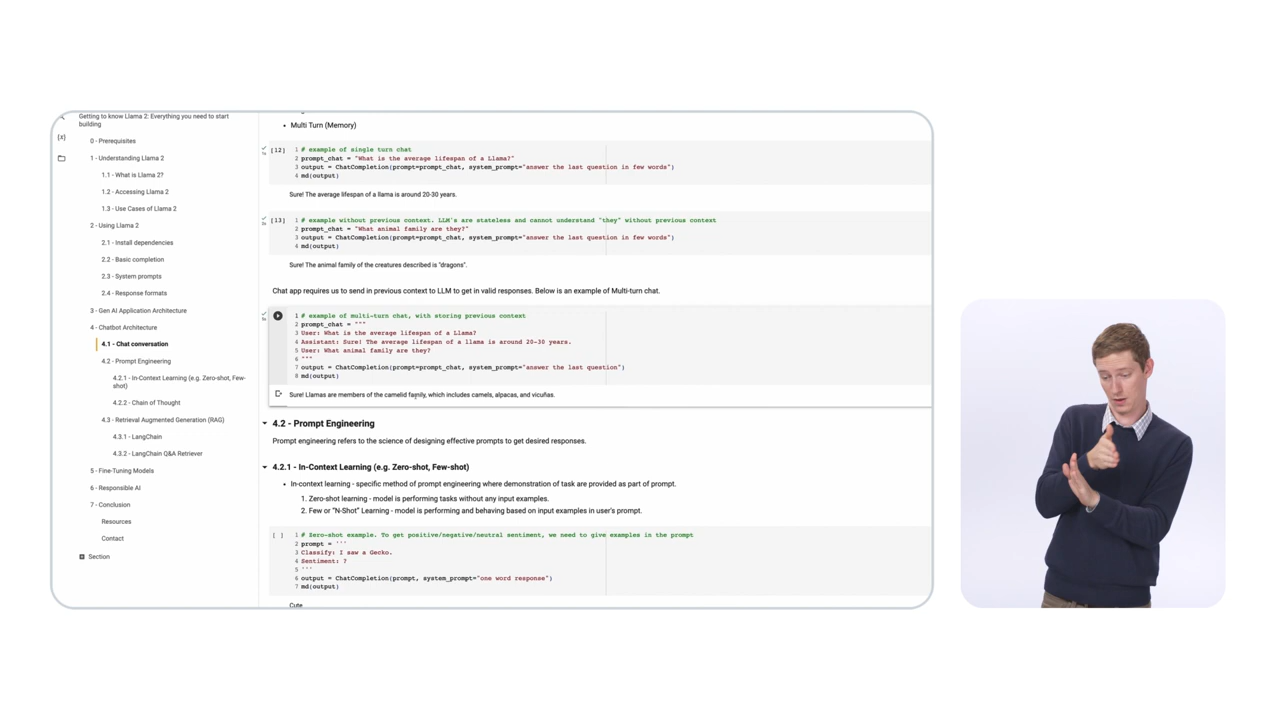 Getting to know Llama 2: Everything you need to start
building
0 - Prerequisites
1 - Understanding Llama 2
1.1 - What is Llama 2?
1.2 - Accessing Llama 2
1.3 - Use Cases of Llama 2
2 - Using Llama 2
2.1 - Install dependencies
2.2 - Basic completion
2.3 - System prompts
2.4 - Response formats
3 - Gen AI Application Architecture
4 - Chatbot Architecture
4.1 - Chat conversation
4.2 - Prompt Engineering
4.2.1 - In-Context Learning (e.g. Zero-shot, Few-
shot)
4.2.2 - Chain of Thought
4.3 - Retrieval Augmented Generation (RAG)
4.3.1 - LangChain
4.3.2 - LangChain Q&A Retriever
5 - Fine-Tuning Models
6 - Responsible AI
7 - Conclusion
Resources
Contact
Section
{x}
• Multi Turn (Memory)
[12] 1 # example of single turn chat
2 prompt_chat = "What is the average lifespan of a Llama?"
3 output = ChatCompletion(prompt=prompt_chat, system_prompt="answer the last question in few words")
4 md(output)
Sure! The average lifespan of a llama is around 20-30 years.
[13] 1 # example without previous context. LLM's are stateless and cannot understand "they" without previous context
2 prompt_chat = "What animal family are they?"
3 output = ChatCompletion(prompt=prompt_chat, system_prompt="answer the last question in few words")
4 md(output)
Sure! The animal family of the creatures described is "dragons".
Chat app requires us to send in previous context to LLM to get in valid responses. Below is an example of Multi-turn chat.
1 # example of multi-turn chat, with storing previous context
2 prompt_chat = """
3 User: What is the average lifespan of a Llama?
4 Assistant: Sure! The average lifespan of a llama is around 20-30 years.
5 User: What animal family are they?
6 """
7 output = ChatCompletion(prompt=prompt_chat, system_prompt="answer the last question")
8 md(output)
Sure! Llamas are members of the camelid family, which includes camels, alpacas, and vicuñas.
4.2 - Prompt Engineering
Prompt engineering refers to the science of designing effective prompts to get desired responses.
4.2.1 - In-Context Learning (e.g. Zero-shot, Few-shot)
• In-context learning - specific method of prompt engineering where demonstration of task are provided as part of prompt.
1. Zero-shot learning - model is performing tasks without any input examples.
2. Few or "N-Shot" Learning - model is performing and behaving based on input examples in user's prompt.
[ ] 1 # Zero-shot example. To get positive/negative/neutral sentiment, we need to give examples in the prompt
2 prompt = '''
3 Classify: I saw a Gecko.
4 Sentiment: ?
5 '''
6 output = ChatCompletion(prompt, system_prompt="one word response")
7 md(output)
Cute